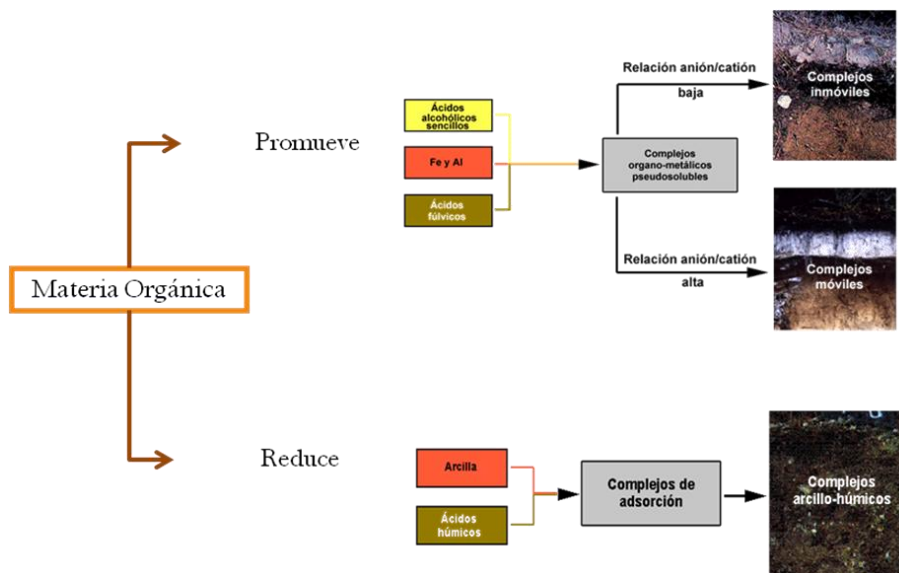 Materia Orgánica
Promueve
Ácidos
alcohólicos
sencillos
Fe y Al
Ácidos
fúlvicos
Complejos
organo-metálicos
pseudosolubles
Relación anión/catión
baja
Complejos
inmóviles
Relación anión/catión
alta
Complejos
móviles
Reduce
Arcilla
Ácidos
húmicos
Complejos de
adsorción
Complejos
arcillo-húmicos